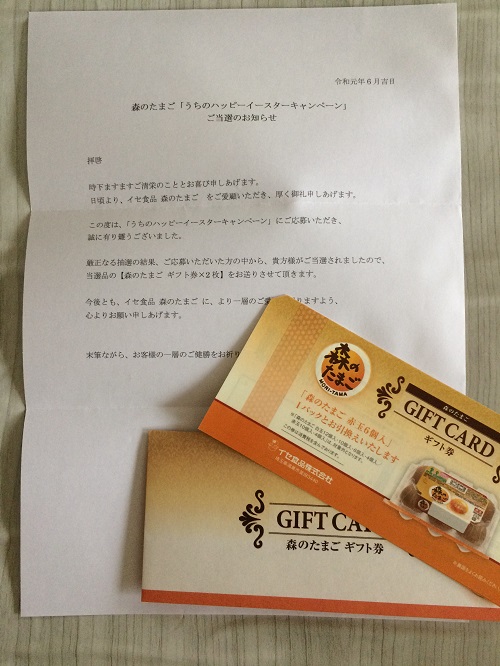 令和元年６月吉日
森のたまご「うちのハッピーイースターキャンペーン」
ご当選のお知らせ
拝啓
時下ますますご清栄のこととお喜び申しあげます。
日頃より、イセ食品 森のたまご をご愛顧いただき、厚く御礼申しあげます。
この度は、「うちのハッピーイースターキャンペーン」にご応募いただき、
誠に有り難うございました。
厳正なる抽選の結果、ご応募いただいた方の中から、貴方様がご当選されましたので、
当選品の【森のたまご ギフト券×２枚】をお送りさせて頂きます。
今後とも、イセ食品 森のたまご に、より一層のご愛 りますよう、
心よりお願い申しあげます。
末筆ながら、お客様の一層のご健勝をお祈り
森の
たまご
MORI-TAMA
「森のたまご 赤玉6個入」
1パックとお引換えいたします
イセ食品株式会社
森のたまご
GIFT CARD
ギフト券
GIFT CARD
森のたまご ギフト券